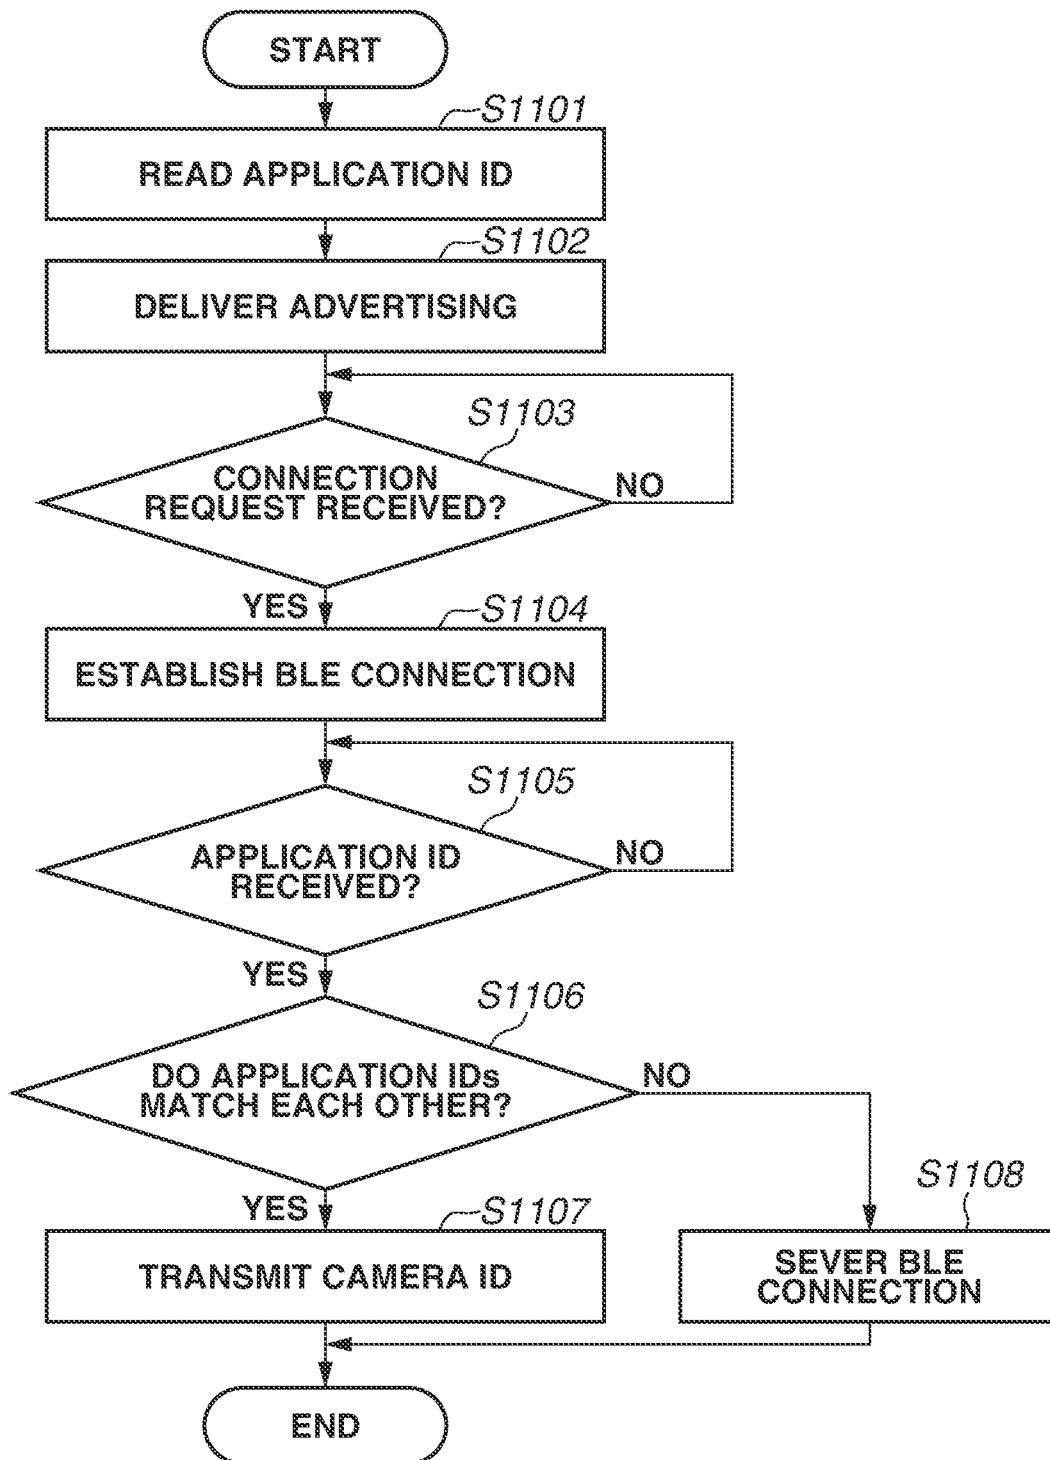 START
S1101
READ APPLICATION ID
S1102
DELIVER ADVERTISING
S1103
CONNECTION
REQUEST RECEIVED?
NO
YES
S1104
ESTABLISH BLE CONNECTION
S1105
APPLICATION ID
RECEIVED?
NO
YES
S1106
DO APPLICATION IDs
MATCH EACH OTHER?
NO
YES
S1107
TRANSMIT CAMERA ID
S1108
SEVER BLE
CONNECTION
END